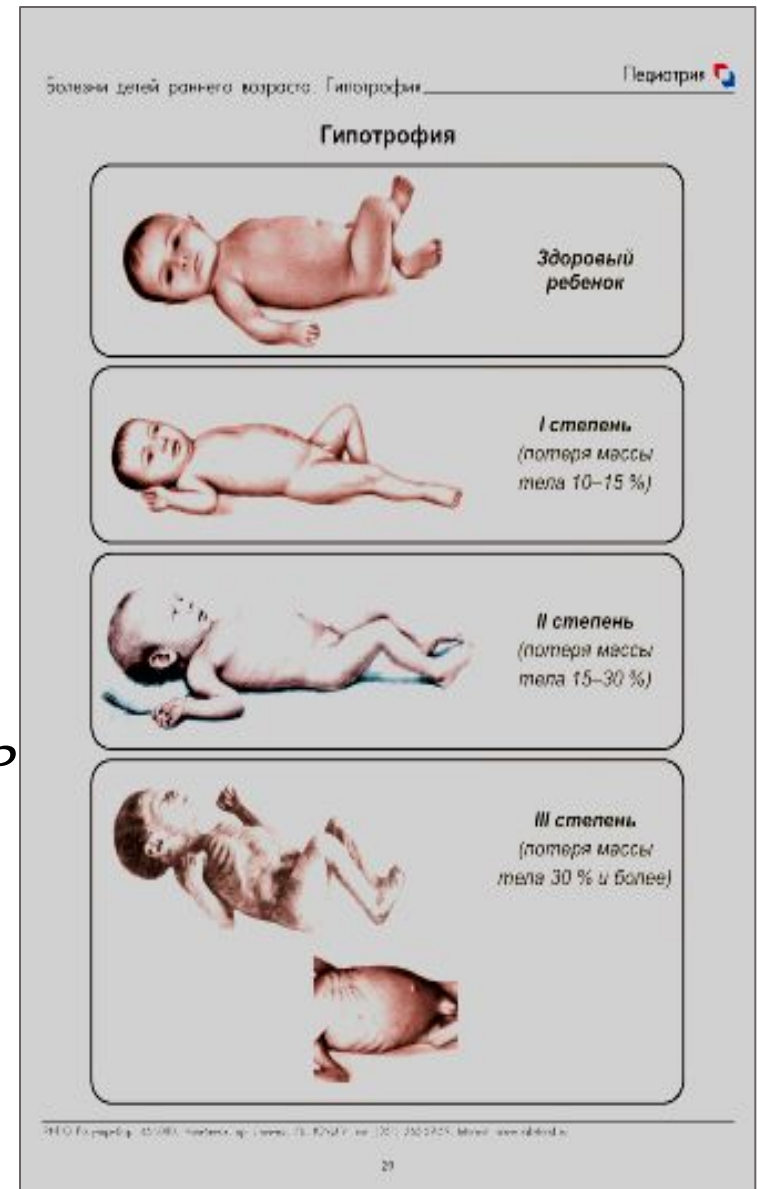 Педиатрия
Болезни детей раннего возраста. Гипотрофия
Гипотрофия
Здоровый
ребенок
I степень
(потеря массы
тела 10–15 %)
II степень
(потеря массы
тела 15–30 %)
III степень
(потеря массы
тела 30 % и более)